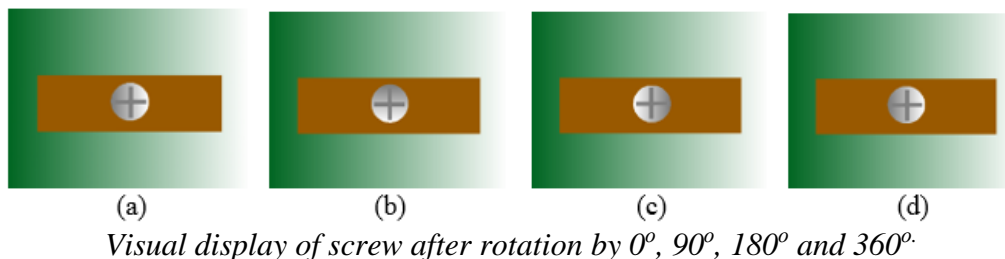 (a) (b) (c) (d)
Visual display of screw after rotation by 0º, 90º, 180º and 360º.